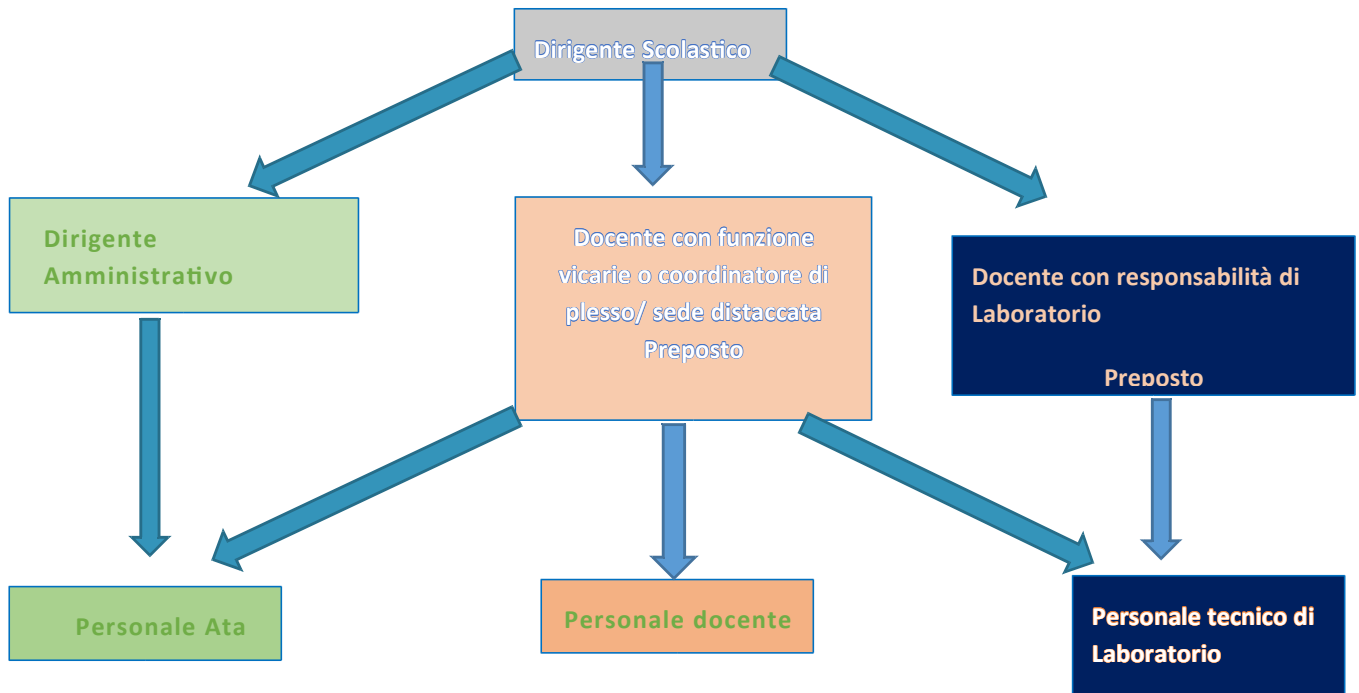 Dirigente Scolastico
Dirigente
Amministrativo
Docente con funzione
vicarie o coordinatore di
plesso/ sede distaccata
Preposto
Docente con responsabilità di
Laboratorio
Preposto
Personale Ata
Personale docente
Personale tecnico di
Laboratorio